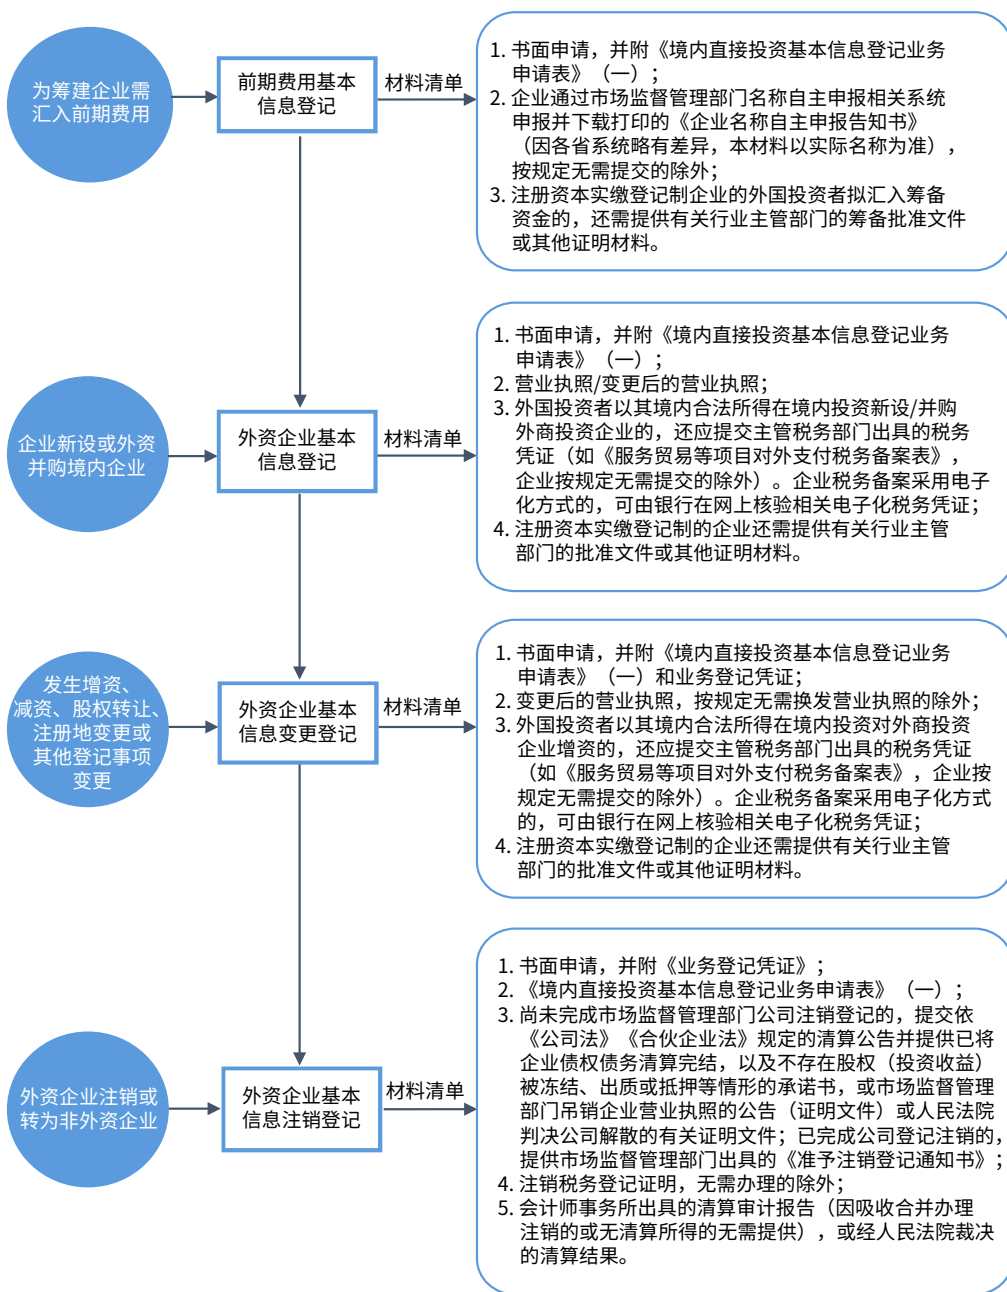 为筹建企业需
汇入前期费用
前期费用基本
信息登记
材料清单
1. 书面申请，并附《境内直接投资基本信息登记业务
申请表》（一）；
2. 企业通过市场监督管理部门名称自主申报相关系统
申报并下载打印的《企业名称自主申报告知书》
（因各省系统略有差异，本材料以实际名称为准），
按规定无需提交的除外；
3. 注册资本实缴登记制企业的外国投资者拟汇入筹备
资金的，还需提供有关行业主管部门的筹备批准文件
或其他证明材料。
企业新设或外资
并购境内企业
外资企业基本
信息登记
材料清单
1. 书面申请，并附《境内直接投资基本信息登记业务
申请表》（一）；
2. 营业执照/变更后的营业执照；
3. 外国投资者以其境内合法所得在境内投资新设/并购
外商投资企业的，还应提交主管税务部门出具的税务
凭证（如《服务贸易等项目对外支付税务备案表》，
企业按规定无需提交的除外）。企业税务备案采用电子
化方式的，可由银行在网上核验相关电子化税务凭证；
4. 注册资本实缴登记制的企业还需提供有关行业主管
部门的批准文件或其他证明材料。
发生增资、
减资、股权转让、
注册地变更或
其他登记事项
变更
外资企业基本
信息变更登记
材料清单
1. 书面申请，并附《境内直接投资基本信息登记业务
申请表》（一）和业务登记凭证；
2. 变更后的营业执照，按规定无需换发营业执照的除外；
3. 外国投资者以其境内合法所得在境内投资对外商投资
企业增资的，还应提交主管税务部门出具的税务凭证
（如《服务贸易等项目对外支付税务备案表》，企业按
规定无需提交的除外）。企业税务备案采用电子化方式
的，可由银行在网上核验相关电子化税务凭证；
4. 注册资本实缴登记制的企业还需提供有关行业主管
部门的批准文件或其他证明材料。
外资企业注销或
转为非外资企业
外资企业基本
信息注销登记
材料清单
1. 书面申请，并附《业务登记凭证》；
2. 《境内直接投资基本信息登记业务申请表》（一）；
3. 尚未完成市场监督管理部门公司注销登记的，提交依
《公司法》《合伙企业法》规定的清算公告并提供已将
企业债权债务清算完结，以及不存在股权（投资收益）
被冻结、出质或抵押等情形的承诺书，或市场监督管理
部门吊销企业营业执照的公告（证明文件）或人民法院
判决公司解散的有关证明文件；已完成公司登记注销的，
提供市场监督管理部门出具的《准予注销登记通知书》；
4. 注销税务登记证明，无需办理的除外；
5. 会计师事务所出具的清算审计报告（因吸收合并办理
注销的或无清算所得的无需提供），或经人民法院裁决
的清算结果。